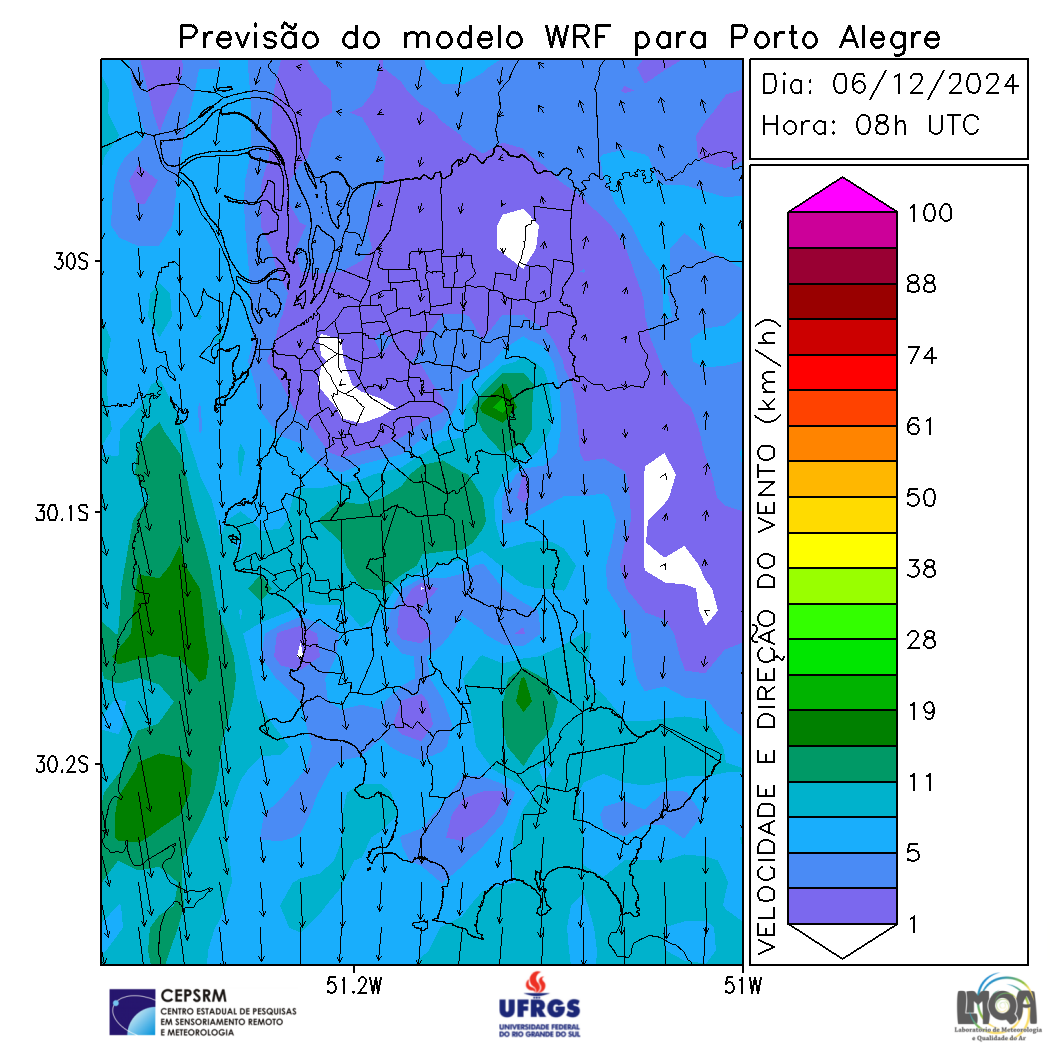 Previsão do modelo WRF para Porto Alegre
Dia: 06/12/2024
Hora: 08h UTC
30S
30.1S
30.2S
51.2W
51W
VELOCIDADE E DIREÇÃO DO VENTO (km/h)
100
88
74
61
50
38
28
19
11
5
1
CEPSRM
CENTRO ESTADUAL DE PESQUISAS
EM SENSORIAMENTO REMOTO
E METEOROLOGIA
UFRGS
UNIVERSIDADE FEDERAL
DO RIO GRANDE DO SUL
LMQA
Laboratório de Meteorologia
e Qualidade do Ar